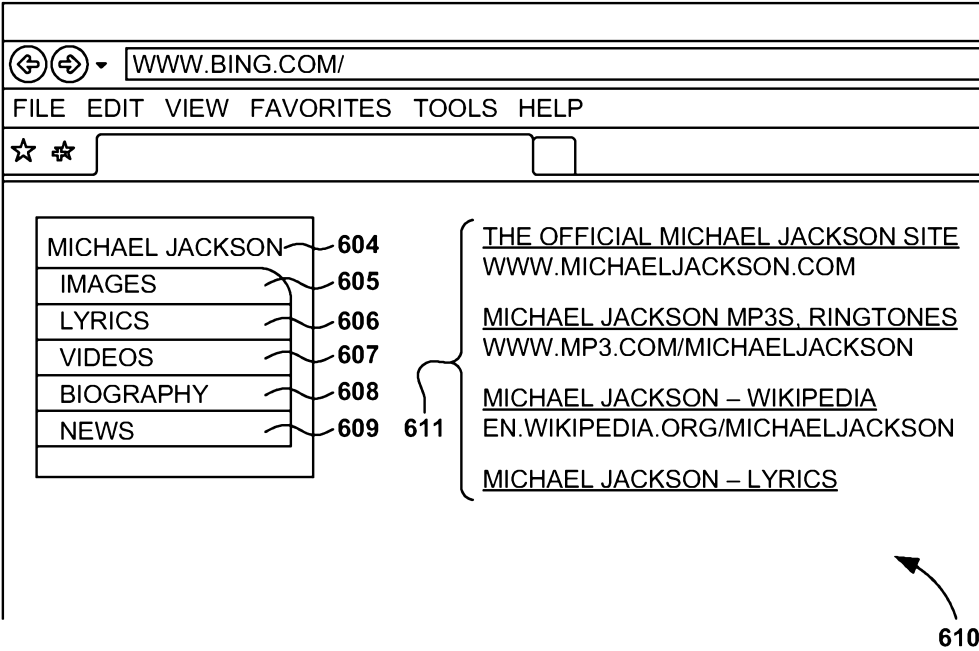 WWW.BING.COM/
FILE EDIT VIEW FAVORITES TOOLS HELP
MICHAEL JACKSON 604
IMAGES 605
LYRICS 606
VIDEOS 607
BIOGRAPHY 608
NEWS 609
611
THE OFFICIAL MICHAEL JACKSON SITE
WWW.MICHAELJACKSON.COM
MICHAEL JACKSON MP3S, RINGTONES
WWW.MP3.COM/MICHAELJACKSON
MICHAEL JACKSON – WIKIPEDIA
EN.WIKIPEDIA.ORG/MICHAELJACKSON
MICHAEL JACKSON – LYRICS
610